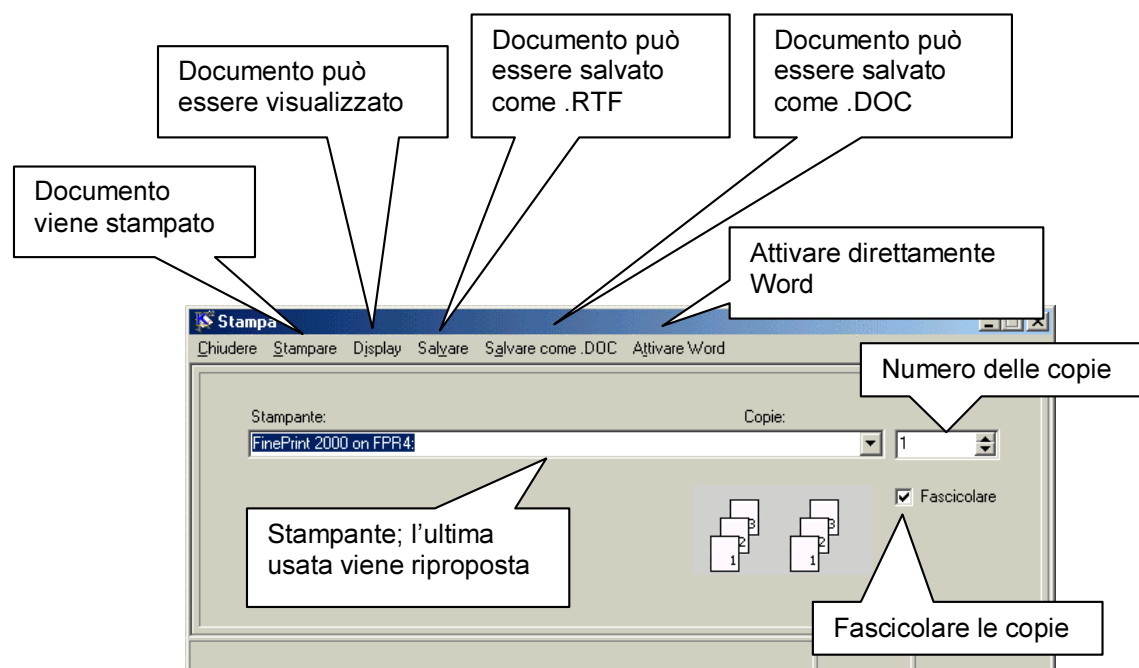 Documento può
essere salvato
come .RTF
Documento può
essere salvato
come .DOC
Documento può
essere visualizzato
Documento
viene stampato
Attivare direttamente
Word
Stampa
Chiudere Stampare Display Salvare Salvare come .DOC Attivare Word
Numero delle copie
Stampante: Copie:
FinePrint 2000 on FPR4: 1
Fascicolare
Stampante; l’ultima
usata viene riproposta
3 3
2 2
1 1
Fascicolare le copie